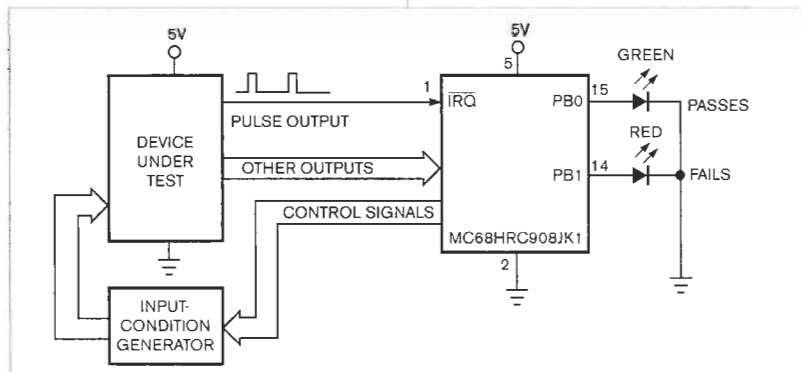 5V
5V
GREEN
5
1
15
IRQ
PB0
PASSES
PULSE OUTPUT
RED
DEVICE
UNDER
TEST
OTHER OUTPUTS
14
PB1
FAILS
CONTROL SIGNALS
MC68HRC908JK1
2
INPUT-
CONDITION
GENERATOR